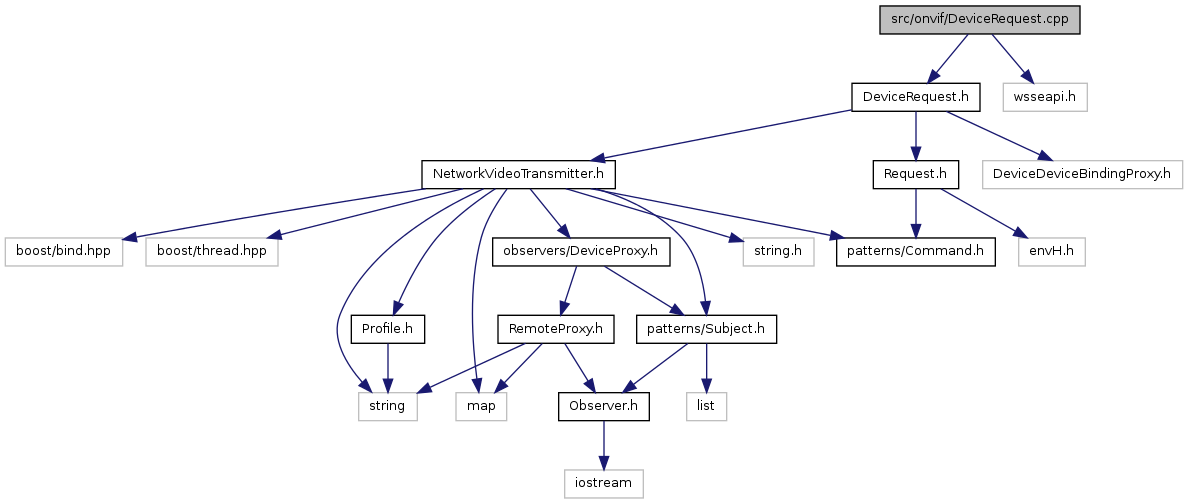 src/onvif/DeviceRequest.cpp
DeviceRequest.h
wsseapi.h
NetworkVideoTransmitter.h
Request.h
DeviceDeviceBindingProxy.h
boost/bind.hpp
boost/thread.hpp
observers/DeviceProxy.h
string.h
patterns/Command.h
envH.h
Profile.h
RemoteProxy.h
patterns/Subject.h
string
map
Observer.h
list
iostream